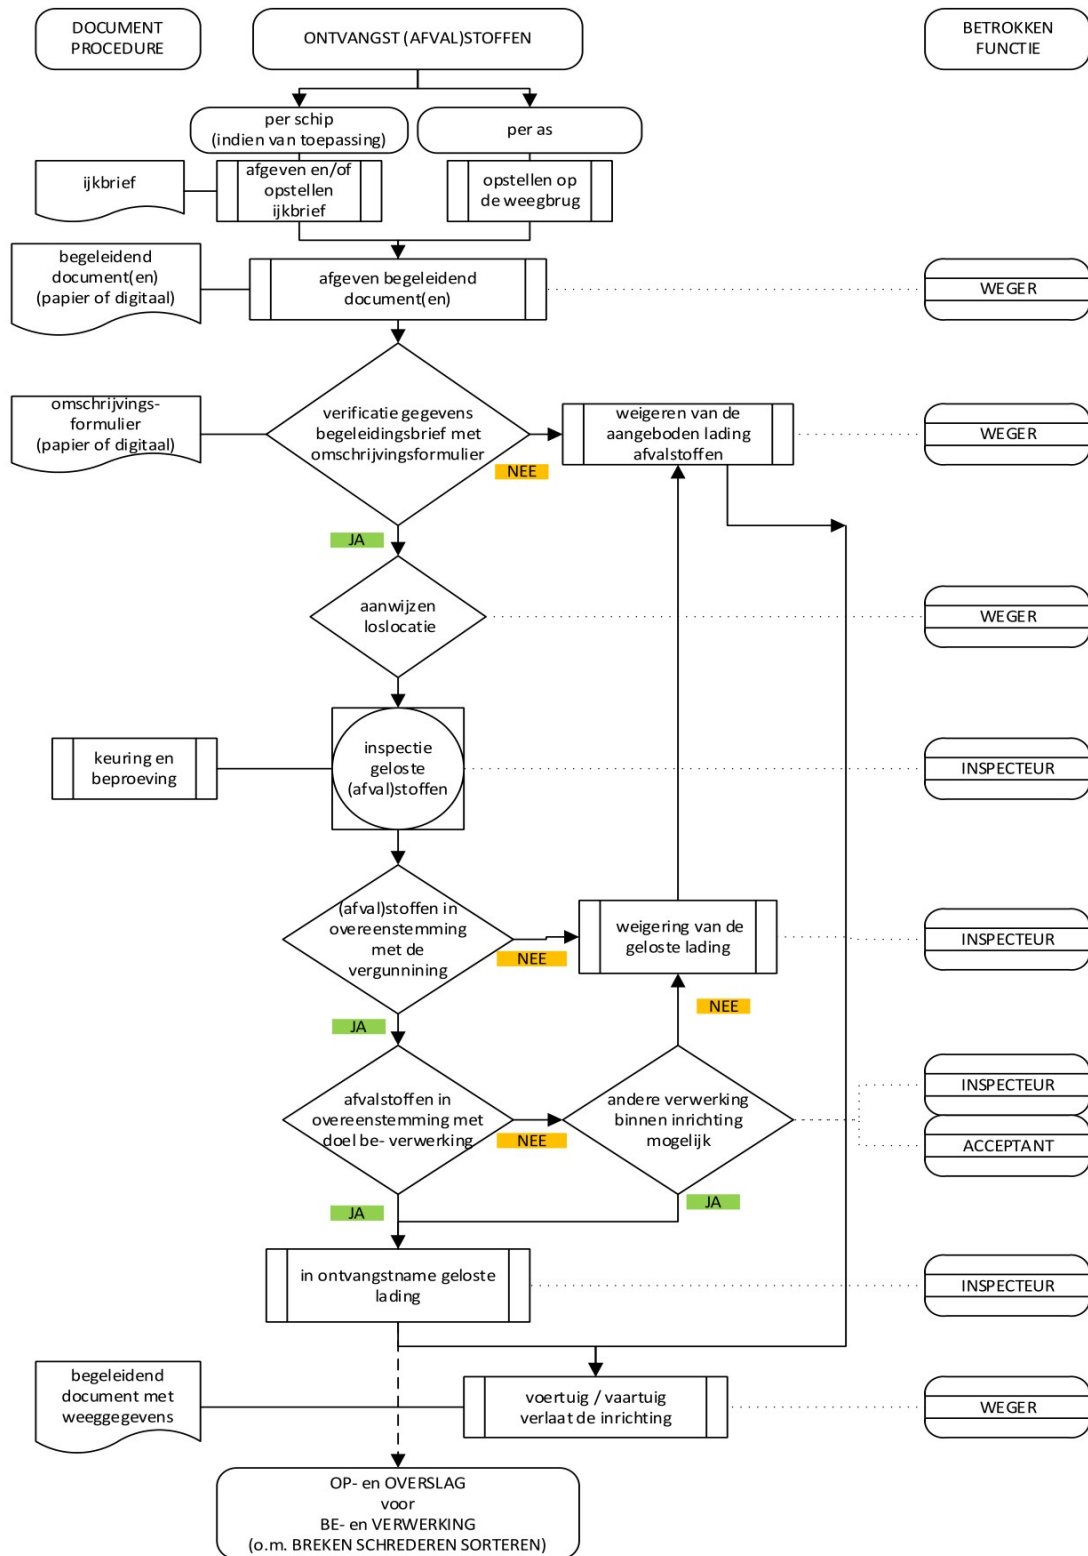 DOCUMENT
PROCEDURE
ONTVANGST (AFVAL)STOFFEN
BETROKKEN
FUNCTIE
per schip
(indien van toepassing)
per as
ijkbrief
afgeven en/of
opstellen
ijkbrief
opstellen op
de weegbrug
begeleidend
document(en)
(papier of digitaal)
afgeven begeleidend
document(en)
WEGER
omschrijvings-
formulier
(papier of digitaal)
verificatie gegevens
begeleidingsbrief met
omschrijvingsformulier
NEE
weigeren van de
aangeboden lading
afvalstoffen
WEGER
JA
aanwijzen
loslocatie
WEGER
keuring en
beproeving
inspectie
geloste
(afval)stoffen
INSPECTEUR
(afval)stoffen in
overeenstemming
met de
vergunnining
NEE
weigering van de
geloste lading
INSPECTEUR
JA
NEE
afvalstoffen in
overeenstemming met
doel be- verwerking
NEE
andere verwerking
binnen inrichting
mogelijk
INSPECTEUR
ACCEPTANT
JA
JA
in ontvangstname geloste
lading
INSPECTEUR
begeleidend
document met
weeggegevens
voertuig / vaartuig
verlaat de inrichting
WEGER
OP- en OVERSLAG
voor
BE- en VERWERKING
(o.m. BREKEN SCHREDEREN SORTEREN)